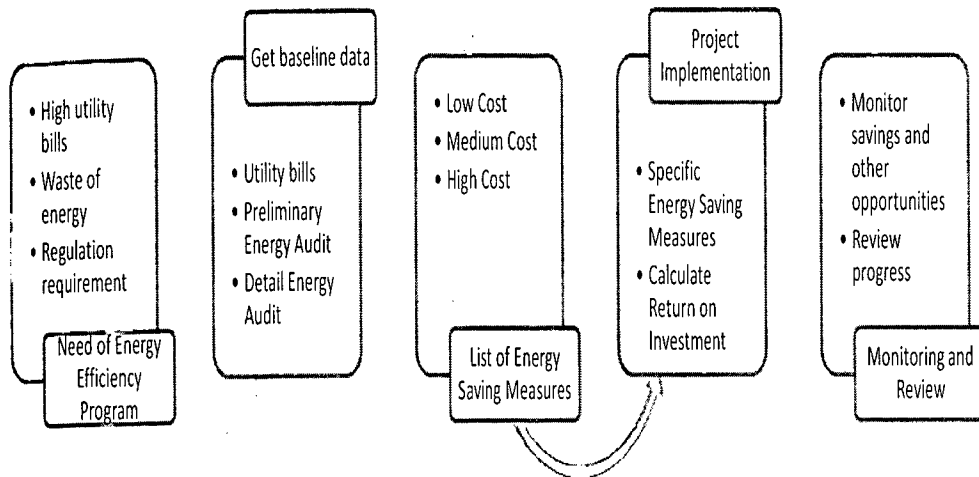 • High utility
bills
• Waste of
energy
• Regulation
requirement
Need of Energy
Efficiency
Program
Get baseline data
• Utility bills
• Preliminary
Energy Audit
• Detail Energy
Audit
• Low Cost
• Medium Cost
• High Cost
List of Energy
Saving Measures
Project
Implementation
• Specific
Energy Saving
Measures
• Calculate
Return on
Investment
• Monitor
savings and
other
opportunities
• Review
progress
Monitoring and
Review